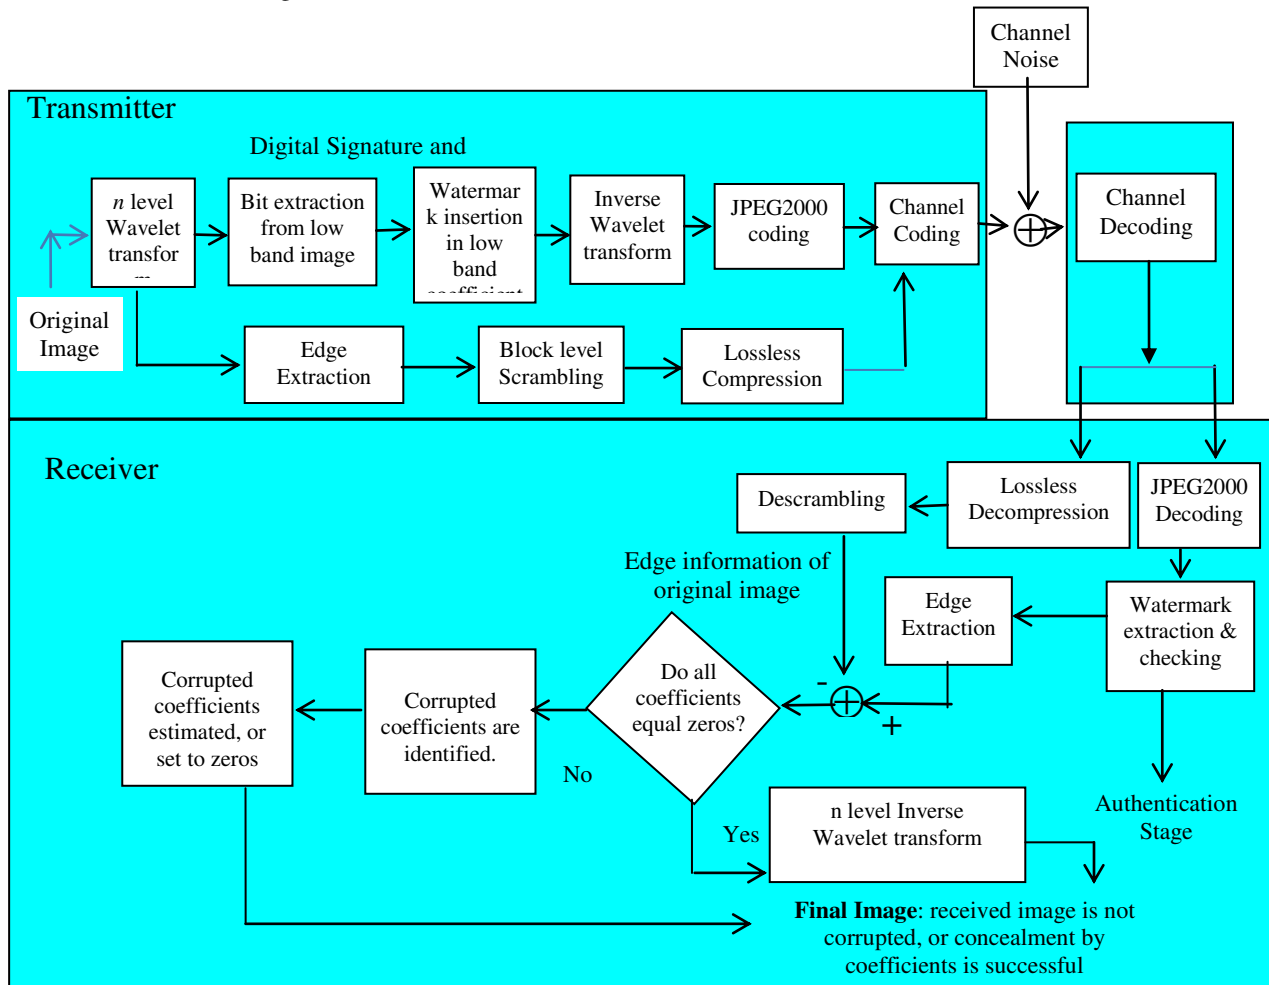 Channel
Noise
Transmitter
Digital Signature and
n level
Wavelet
transfor
Bit extraction
from low
band image
Watermar
k insertion
in low
band
Inverse
Wavelet
transform
JPEG2000
coding
Channel
Coding
Channel
Decoding
Original
Image
Edge
Extraction
Block level
Scrambling
Lossless
Compression
Receiver
Descrambling
Lossless
Decompression
JPEG2000
Decoding
Edge information of
original image
Edge
Extraction
Watermark
extraction &
checking
Do all
coefficients
equal zeros?
-
+
Corrupted
coefficients are
identified.
Corrupted
coefficients
estimated, or
set to zeros
No
Yes
n level Inverse
Wavelet transform
Authentication
Stage
Final Image: received image is not
corrupted, or concealment by
coefficients is successful